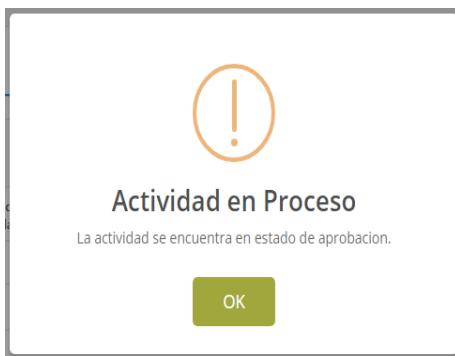 Actividad en Proceso
La actividad se encuentra en estado de aprobacion.
OK